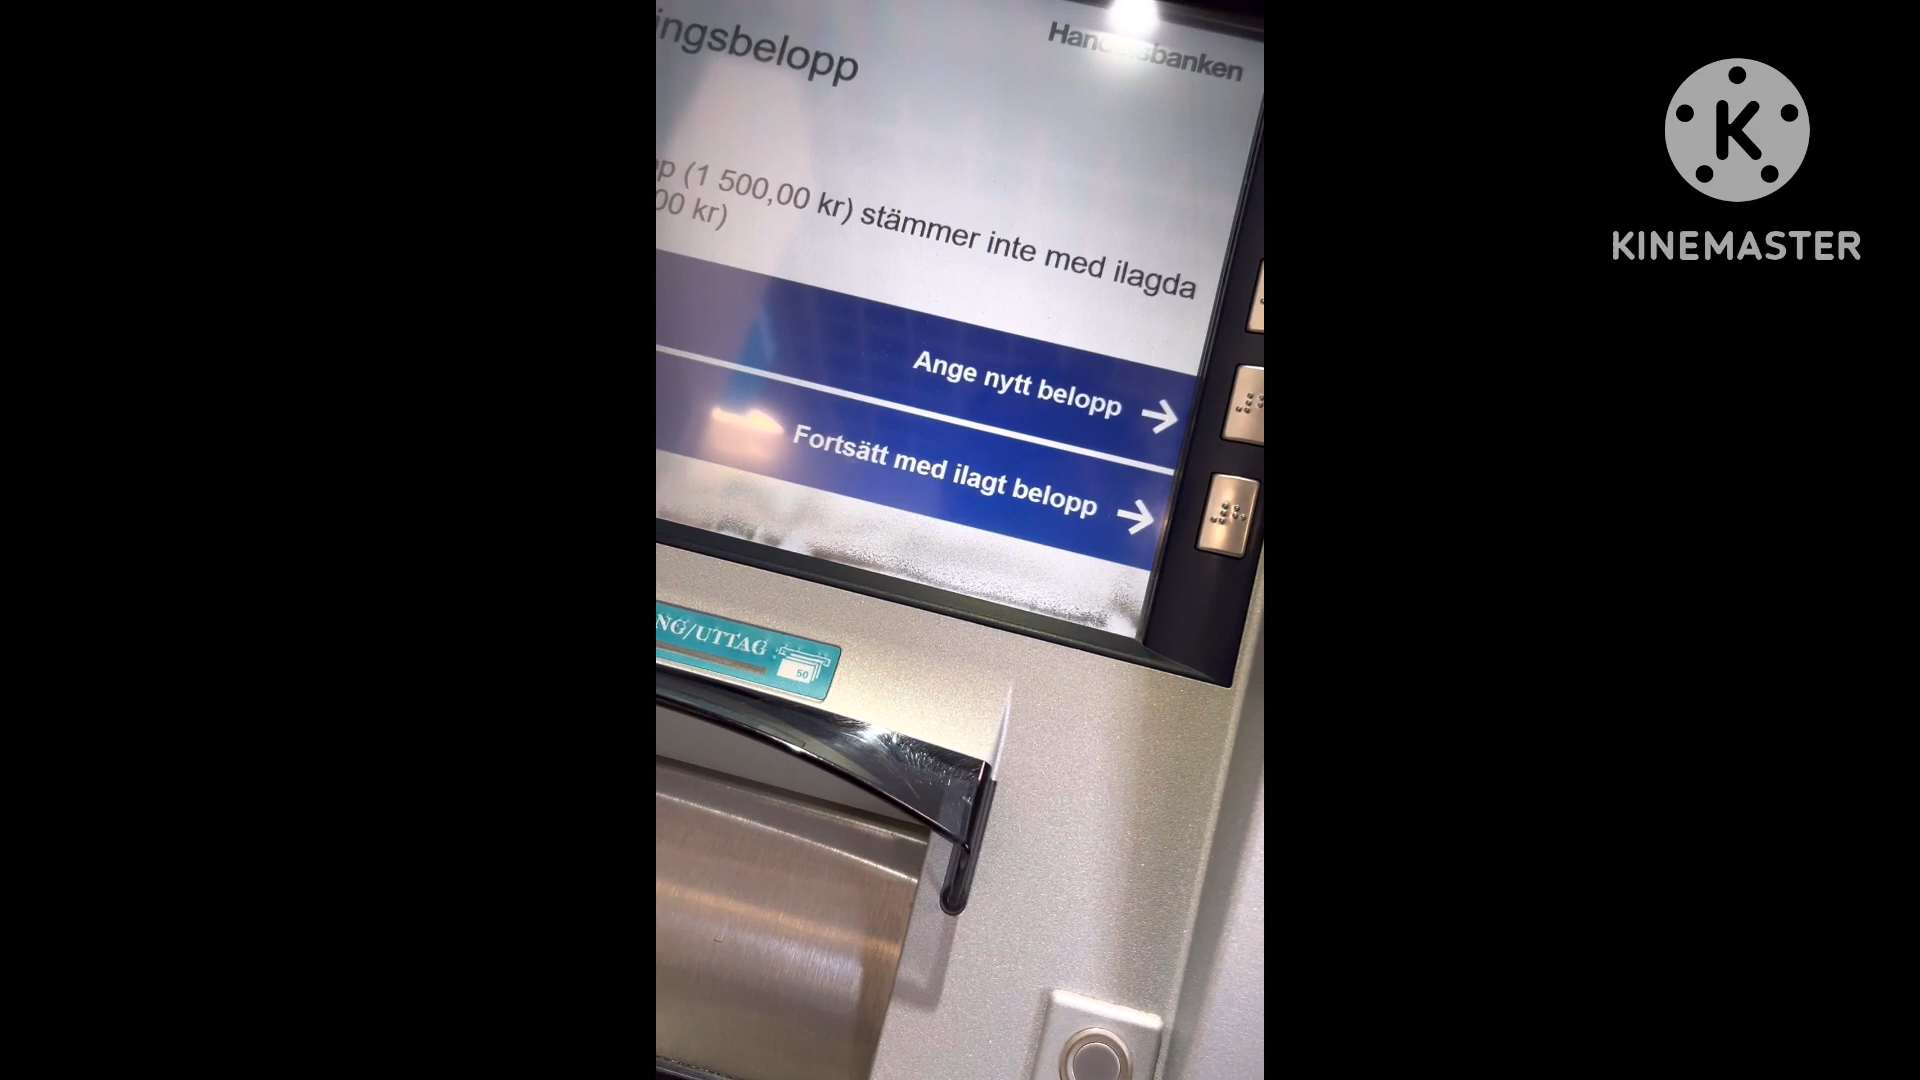 ingsbelopp
Handelsbanken
p (1 500,00 kr) stämmer inte med ilagda
00 kr)
Ange nytt belopp
Fortsätt med ilagt belopp
NG/UTTAG
50
K
KINEMASTER